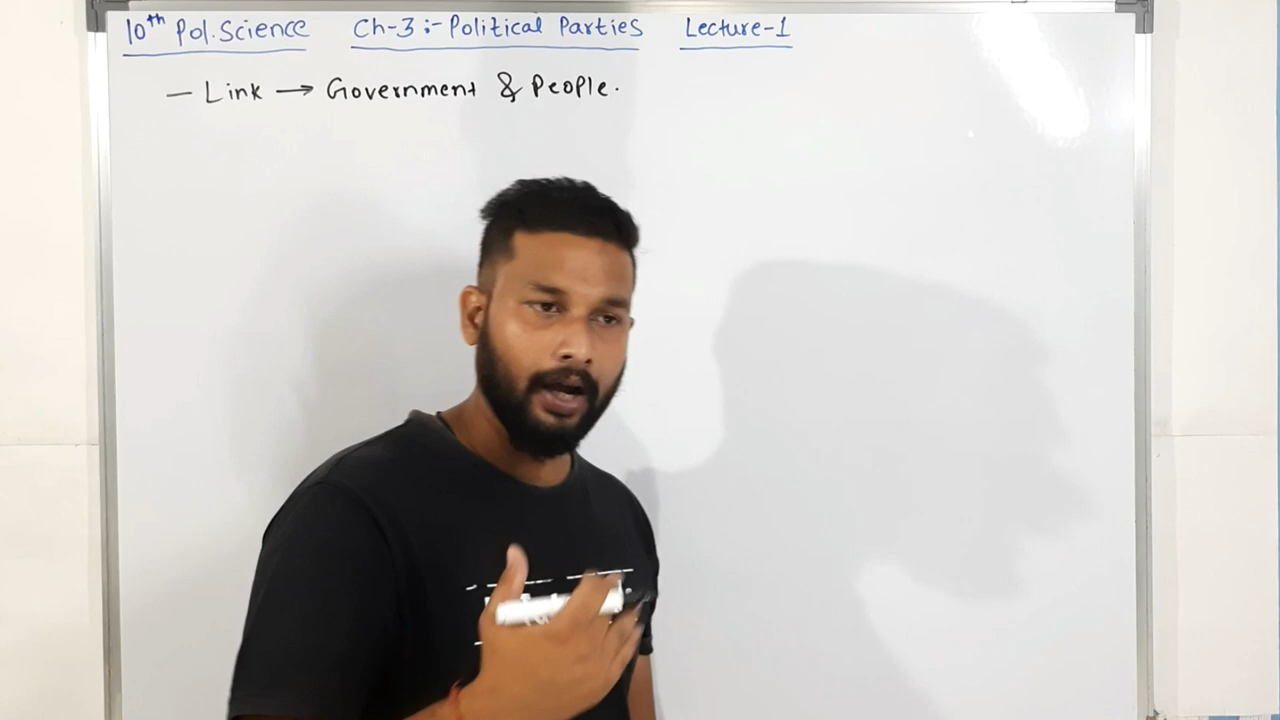 10th Pol. Science Ch-3 :- Political Parties Lecture-1
— Link → Government & People.